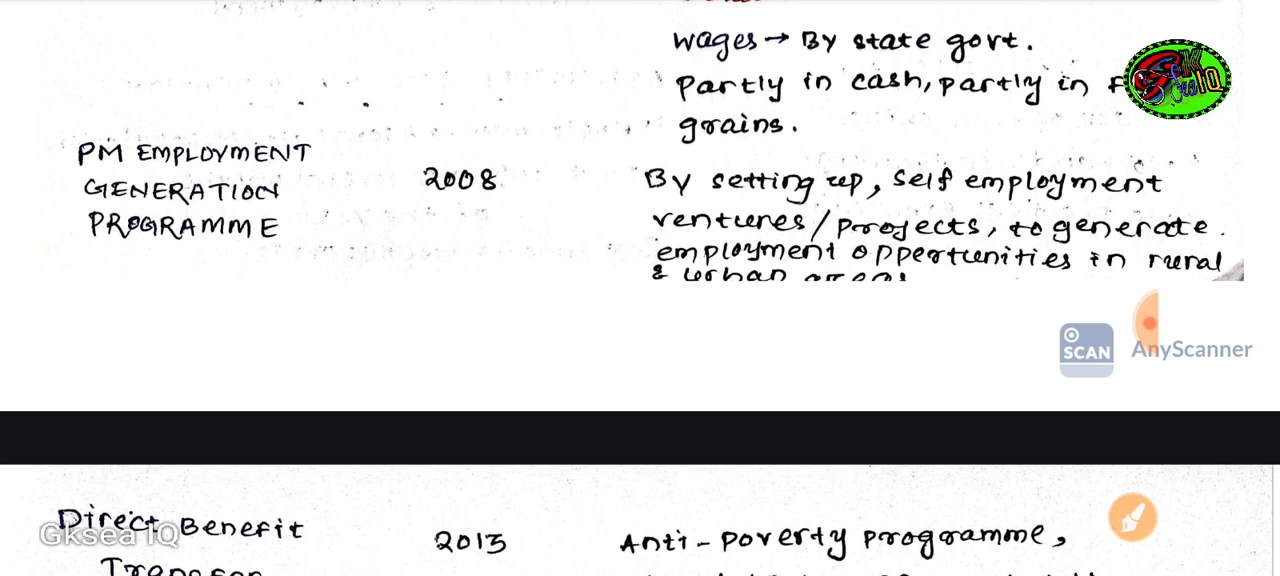 wages → By state govt.
Partly in cash, partly in
grains.
PM EMPLOYMENT
GENERATION
PROGRAMME
2008
By setting up, self employment
ventures/projects, to generate
employment opportunities in rural
& urban areas
SCAN AnyScanner
Direct Benefit
Gksea IQ
2013
Anti-poverty programme,